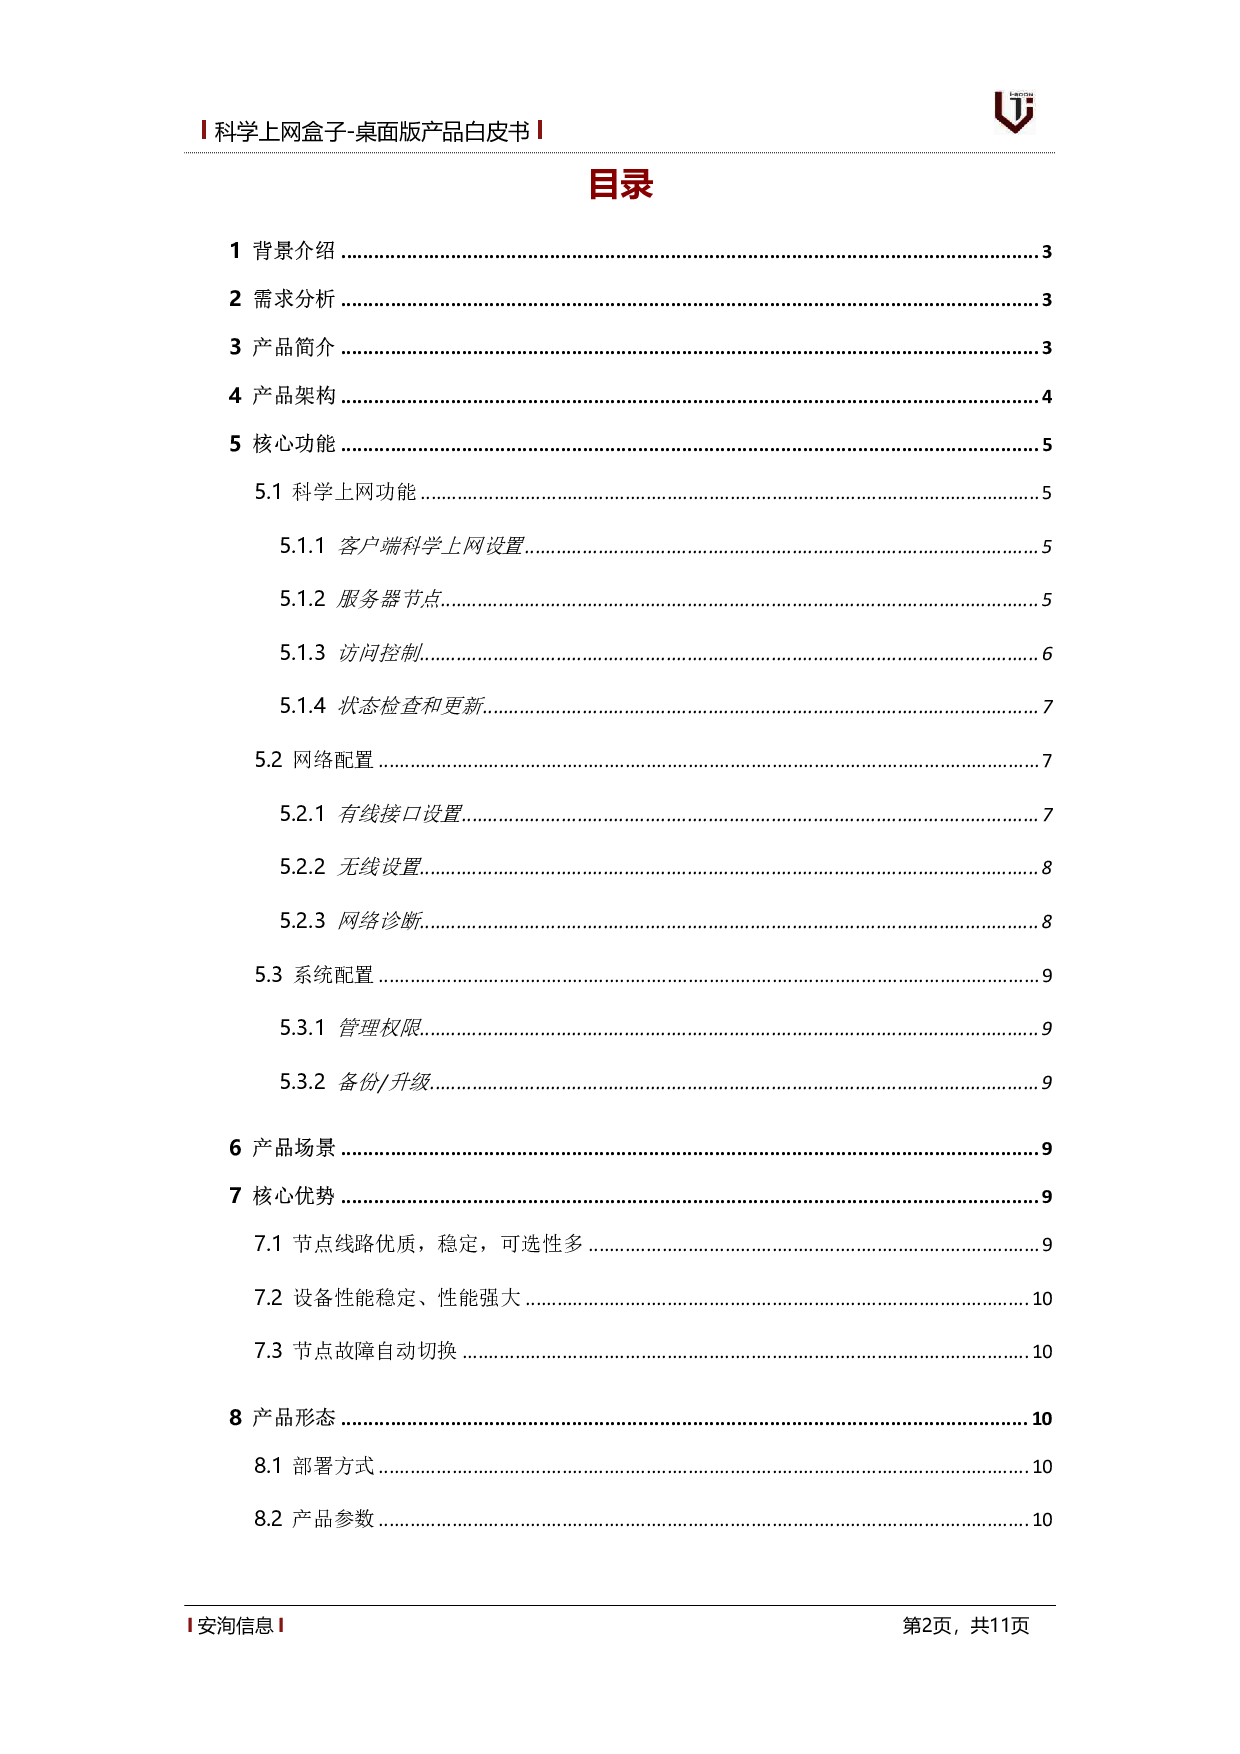 科学上网盒子-桌面版产品白皮书
i-SOON
目录
1 背景介绍 3
2 需求分析 3
3 产品简介 3
4 产品架构 4
5 核心功能 5
5.1 科学上网功能 5
5.1.1 客户端科学上网设置 5
5.1.2 服务器节点 5
5.1.3 访问控制 6
5.1.4 状态检查和更新 7
5.2 网络配置 7
5.2.1 有线接口设置 7
5.2.2 无线设置 8
5.2.3 网络诊断 8
5.3 系统配置 9
5.3.1 管理权限 9
5.3.2 备份/升级 9
6 产品场景 9
7 核心优势 9
7.1 节点线路优质，稳定，可选性多 9
7.2 设备性能稳定、性能强大 10
7.3 节点故障自动切换 10
8 产品形态 10
8.1 部署方式 10
8.2 产品参数 10
安洵信息
第2页，共11页